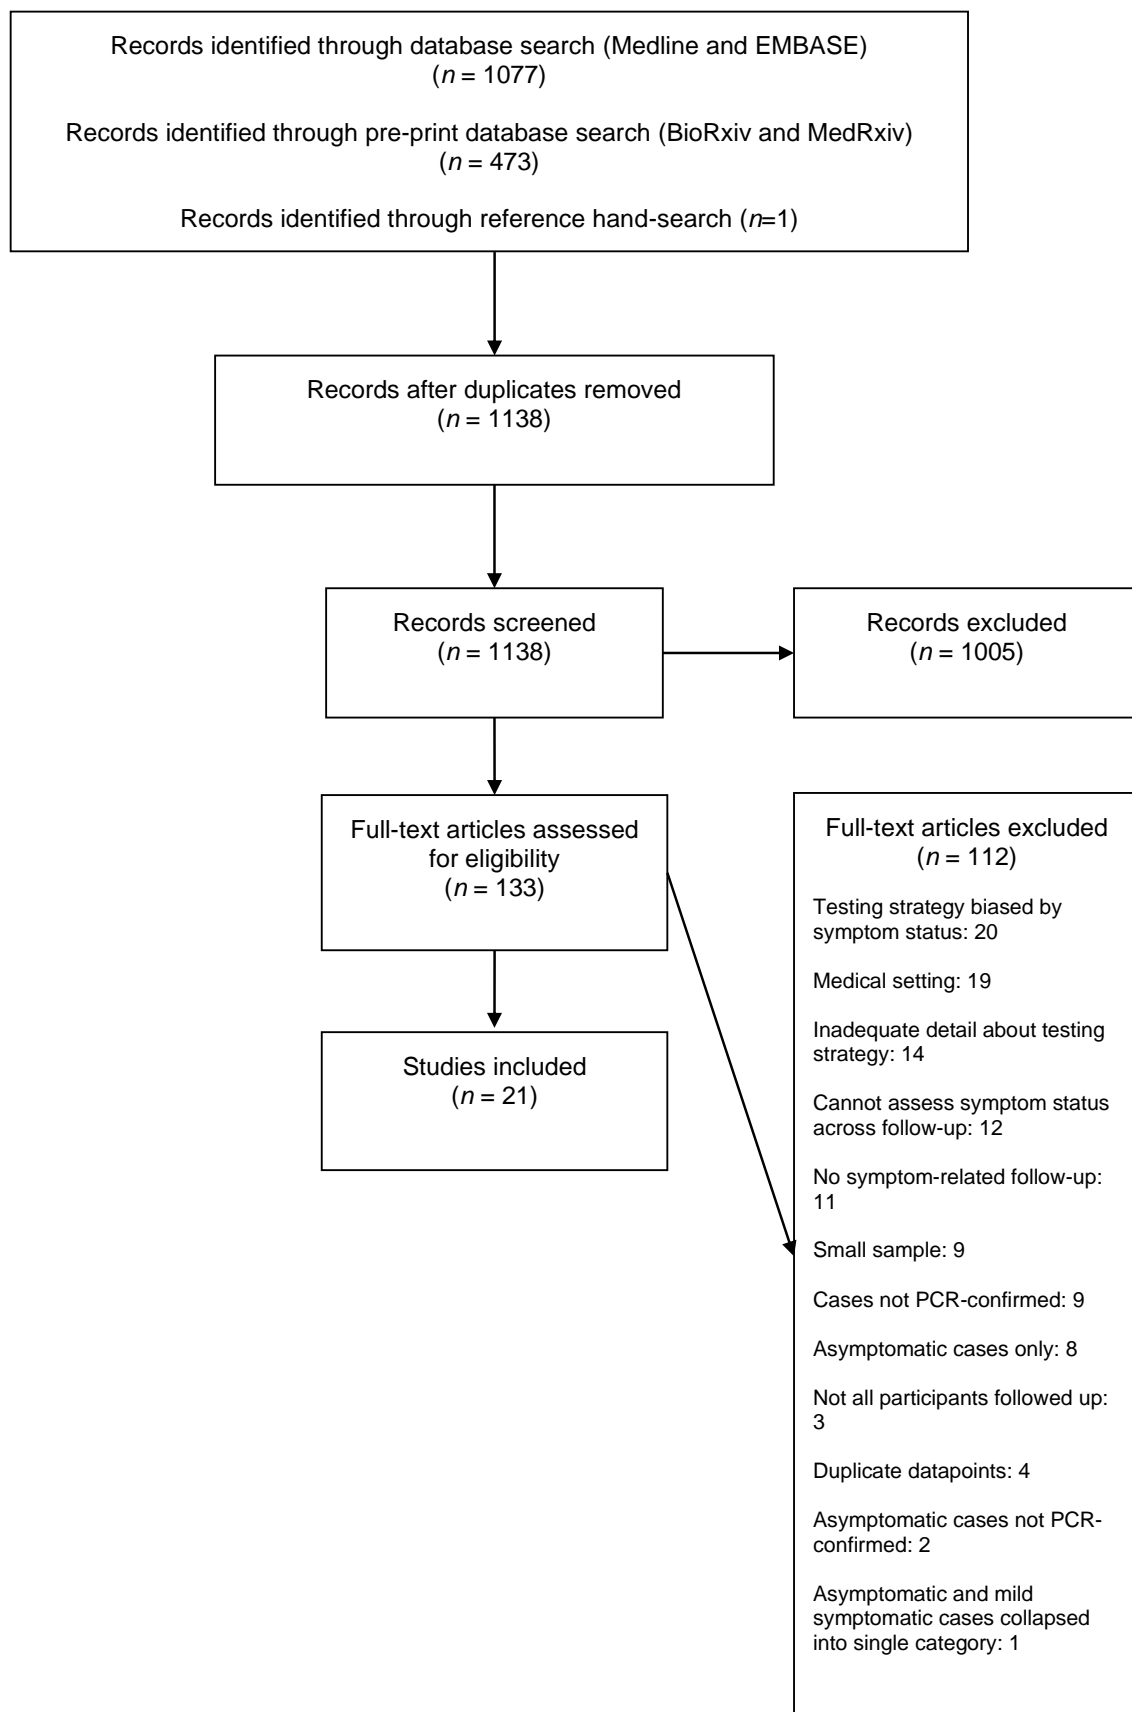 Records identified through database search (Medline and EMBASE)
(n = 1077)
Records identified through pre-print database search (BioRxiv and MedRxiv)
(n = 473)
Records identified through reference hand-search (n=1)
Records after duplicates removed
(n = 1138)
Records screened
(n = 1138)
Records excluded
(n = 1005)
Full-text articles assessed
for eligibility
(n = 133)
Full-text articles excluded
(n = 112)
Testing strategy biased by
symptom status: 20
Medical setting: 19
Inadequate detail about testing
strategy: 14
Cannot assess symptom status
across follow-up: 12
No symptom-related follow-up:
11
Small sample: 9
Cases not PCR-confirmed: 9
Asymptomatic cases only: 8
Not all participants followed up:
3
Duplicate datapoints: 4
Asymptomatic cases not PCR-
confirmed: 2
Asymptomatic and mild
symptomatic cases collapsed
into single category: 1
Studies included
(n = 21)